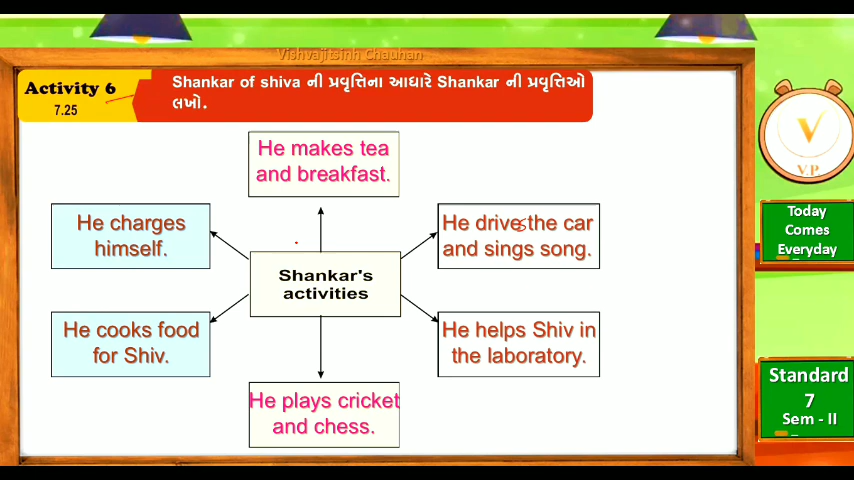 Vishvajitsinh Chauhan
Activity 6
7.25
Shankar of shiva ની પ્રવૃત્તિના આધારે Shankar ની પ્રવૃત્તિઓ
લખો.
He makes tea
and breakfast.
He charges
himself.
He drives the car
and sings song.
Shankar's
activities
He cooks food
for Shiv.
He helps Shiv in
the laboratory.
He plays cricket
and chess.
V
V.P.
Today
Comes
Everyday
Standard
7
Sem - II